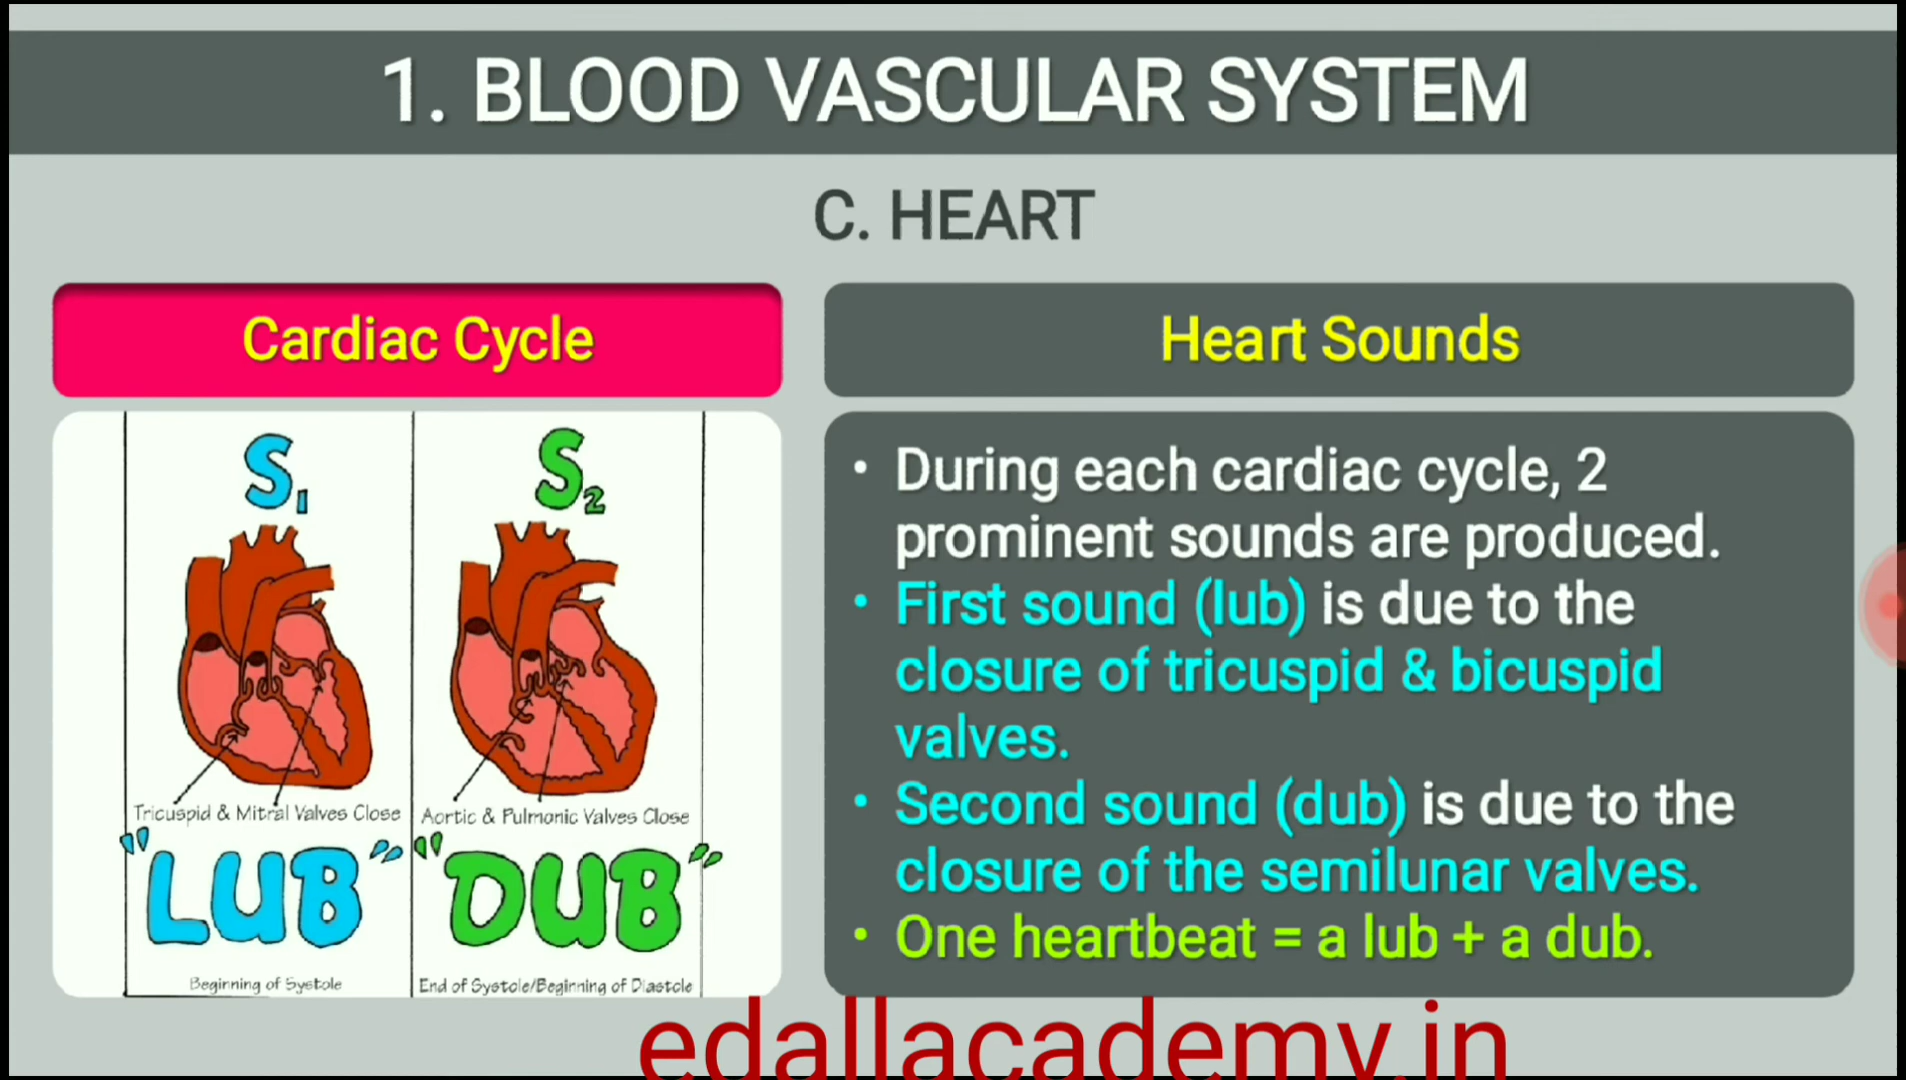 1. BLOOD VASCULAR SYSTEM
C. HEART
Cardiac Cycle
S1
S2
Tricuspid & Mitral Valves Close
Aortic & Pulmonic Valves Close
"LUB"
"DUB"
Beginning of Systole
End of Systole/Beginning of Diastole
Heart Sounds
• During each cardiac cycle, 2
prominent sounds are produced.
• First sound (lub) is due to the
closure of tricuspid & bicuspid
valves.
• Second sound (dub) is due to the
closure of the semilunar valves.
• One heartbeat = a lub + a dub.
edallacademy.in